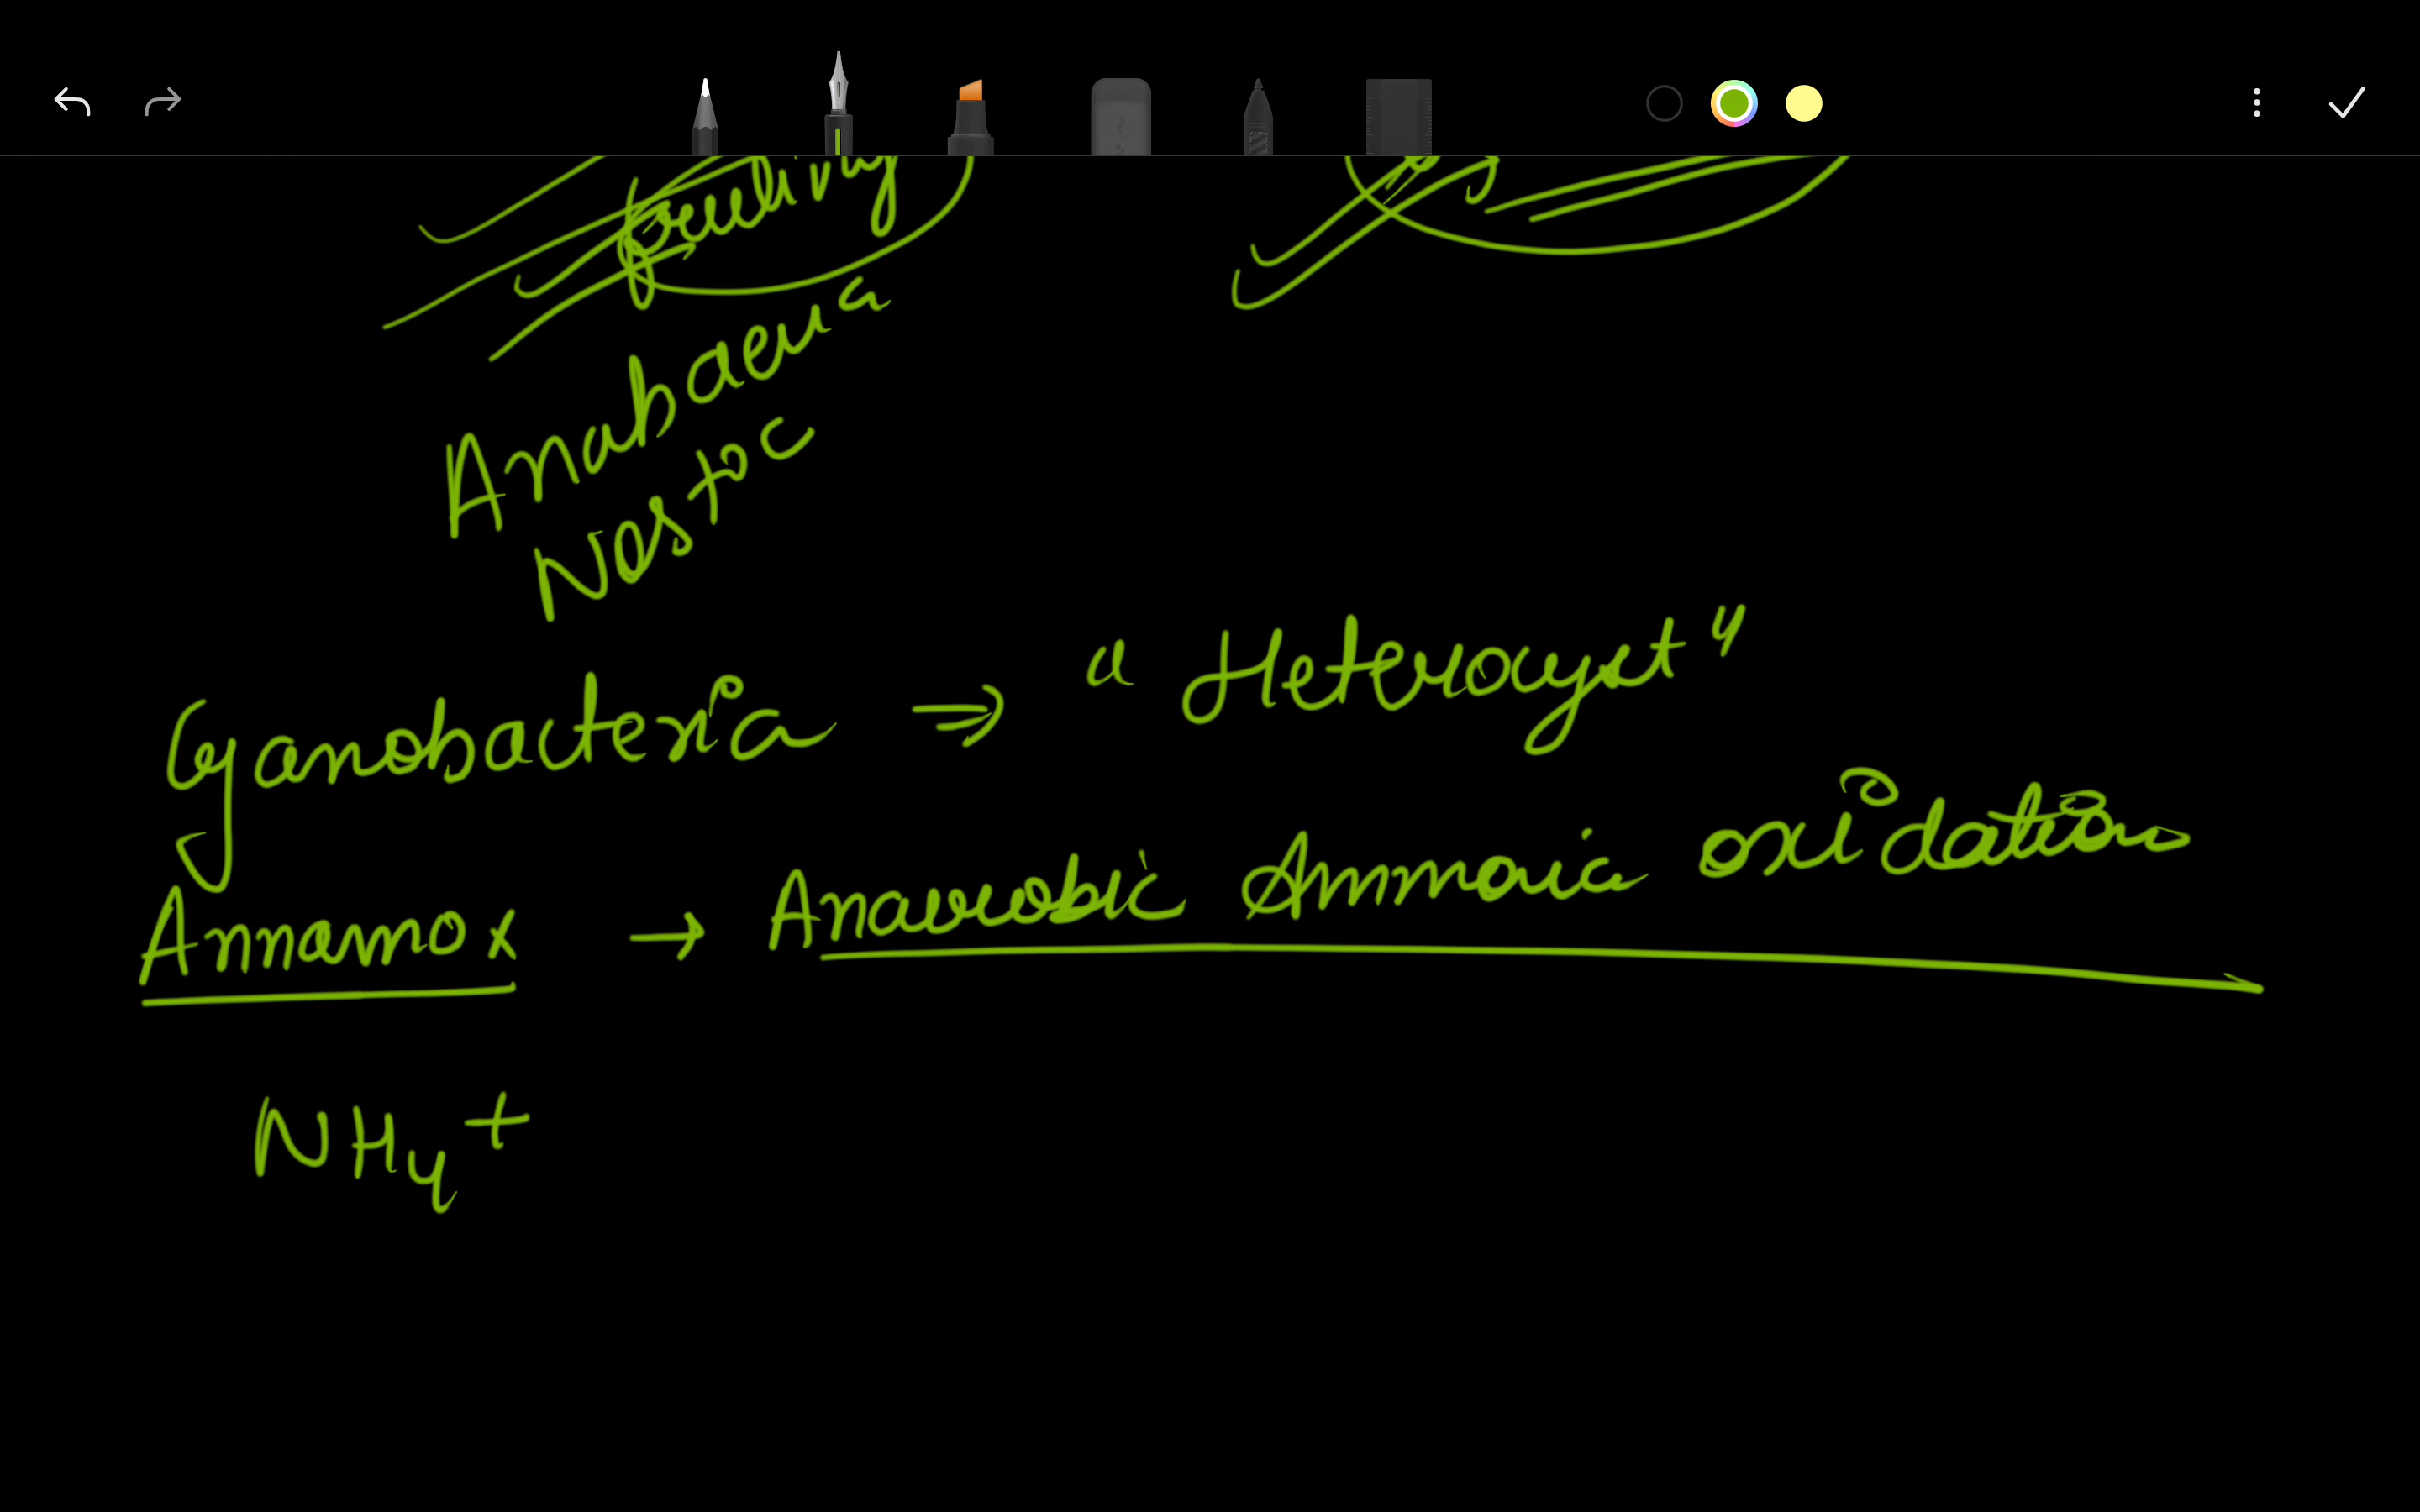 Anabaena
Nostoc
Cyanobacteria ⇒ "Heterocyst"
Annamox → Anaerobic Ammonia oxidation
NH4+